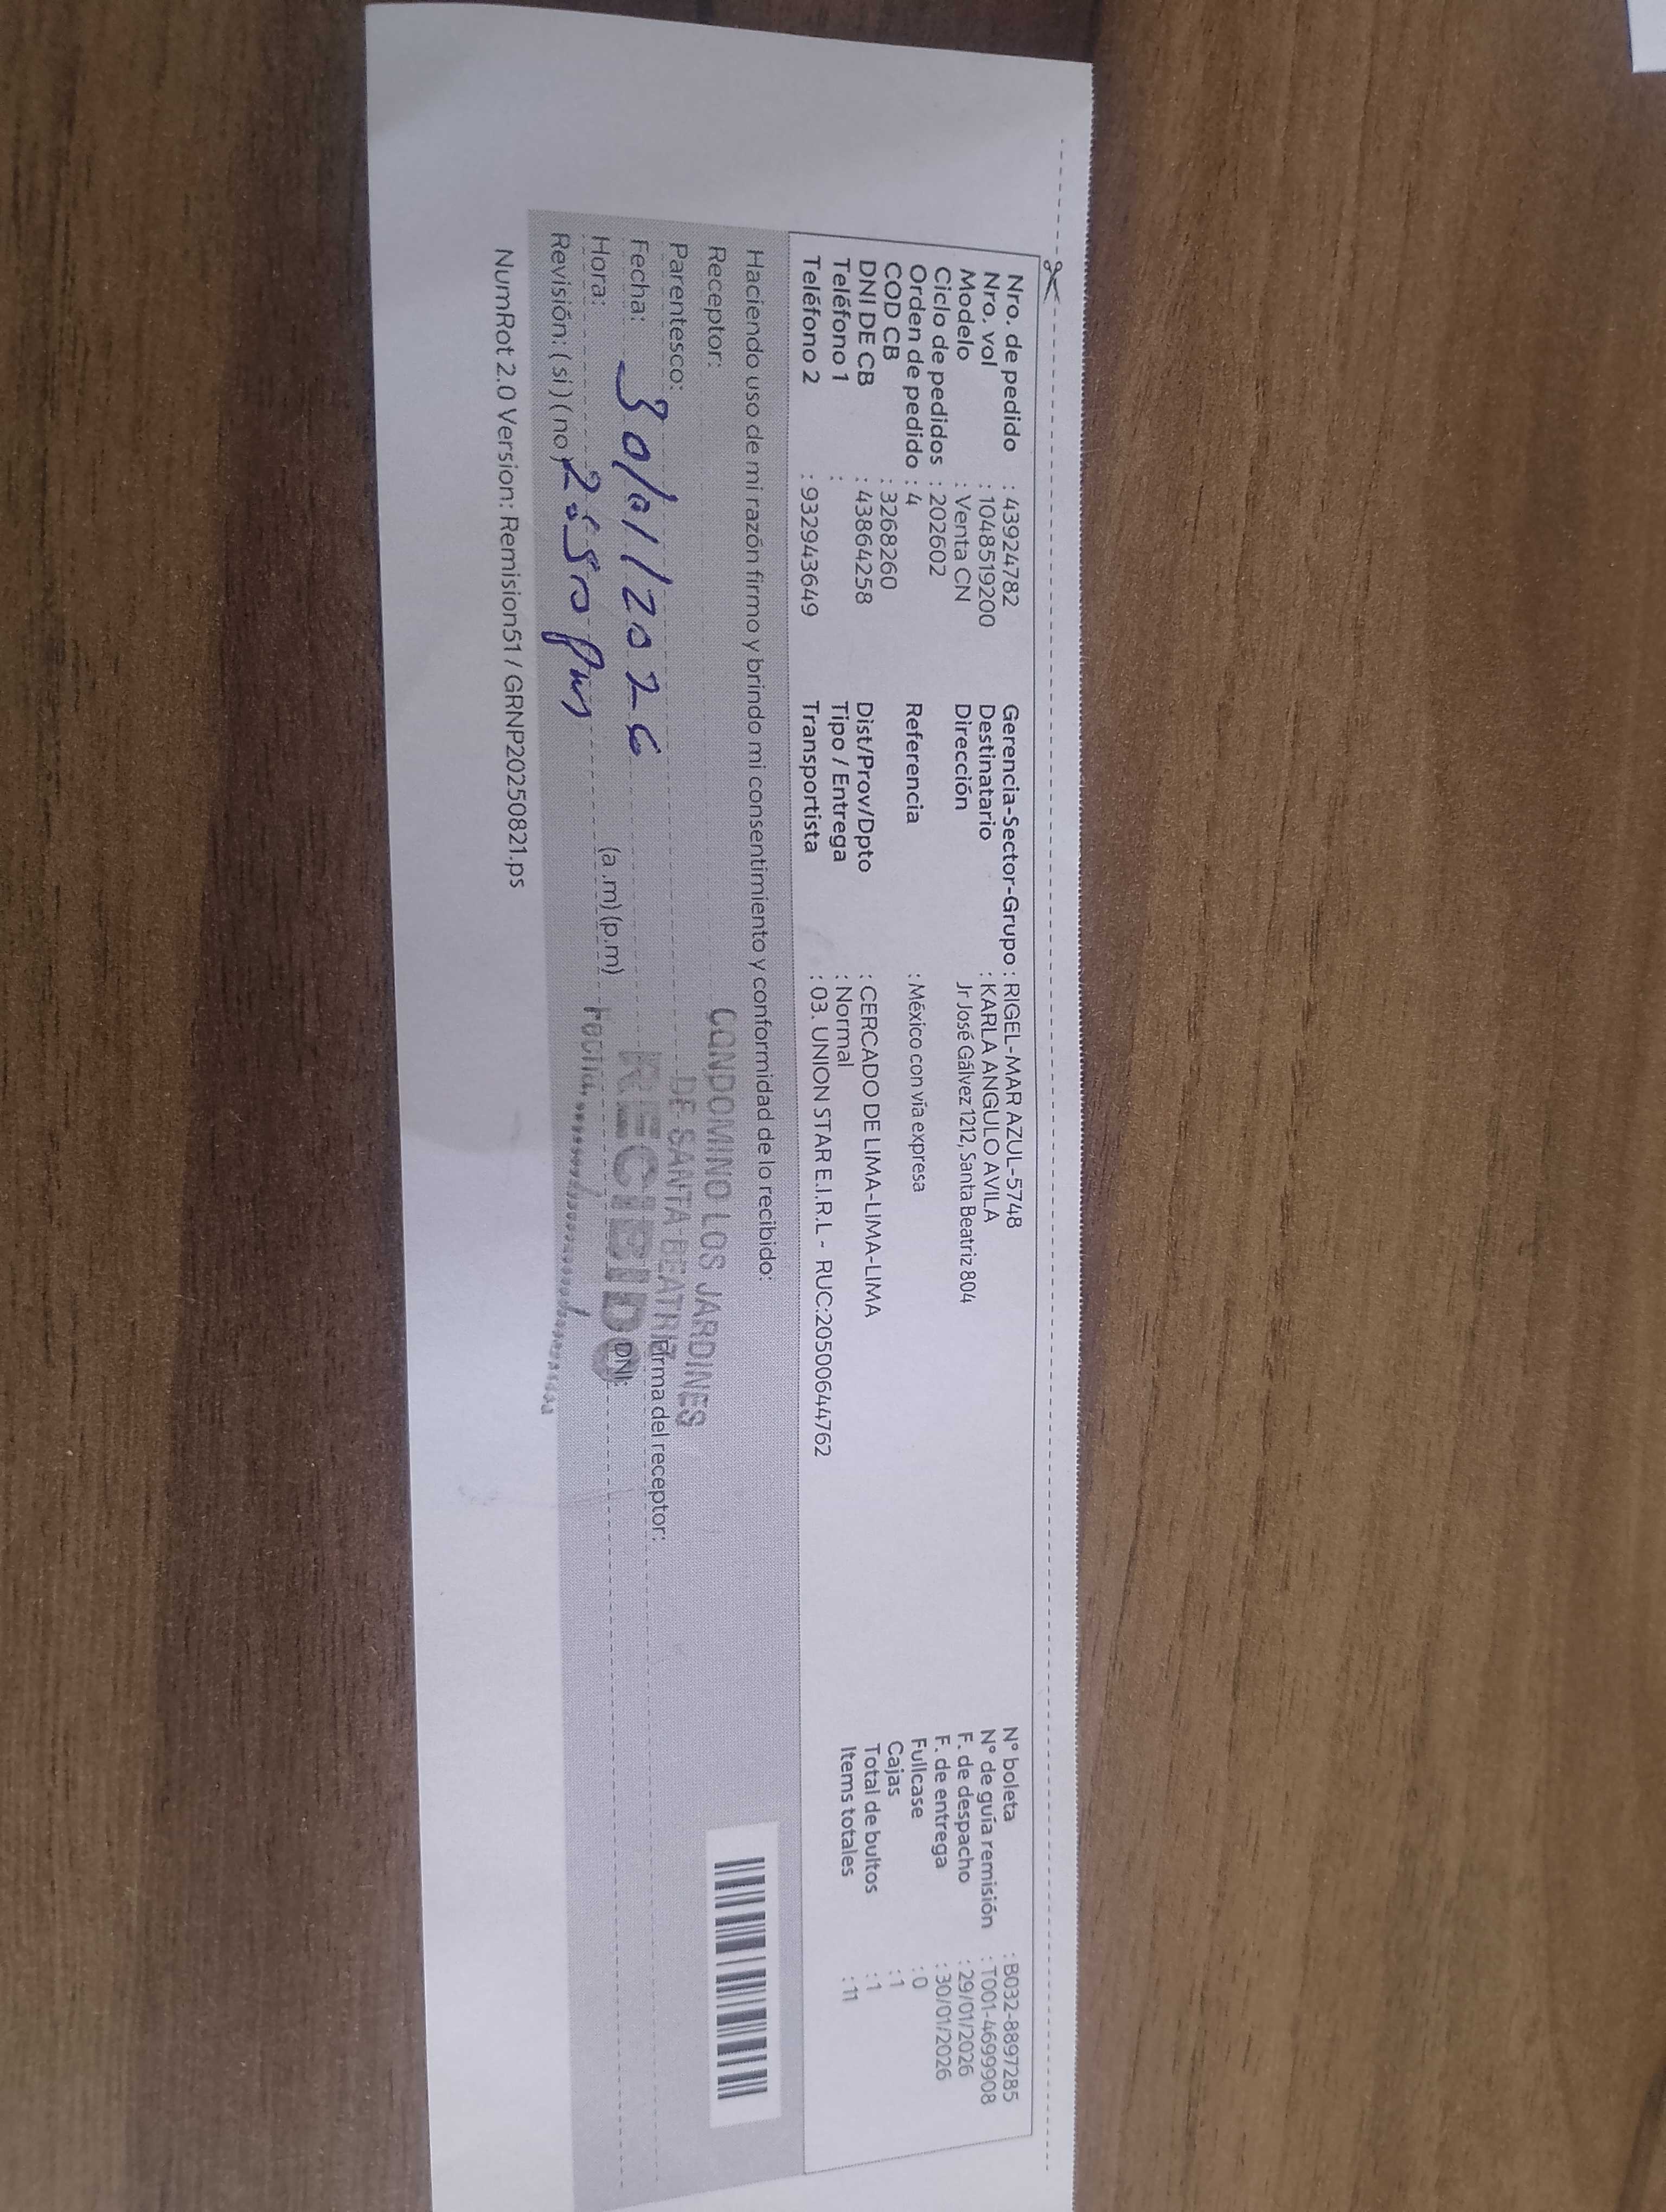 Nro. de pedido : 43924782
Nro. vol : 1048519200
Modelo : Venta CN
Ciclo de pedidos : 202602
Orden de pedido : 4
COD CB : 3268260
DNI DE CB : 43864258
Teléfono 1 :
Teléfono 2 : 932943649
Gerencia-Sector-Grupo : RIGEL-MAR AZUL-5748
Destinatario : KARLA ANGULO AVILA
Dirección Jr José Gálvez 1212, Santa Beatriz 804
Referencia : México con vía expresa
Dist/Prov/Dpto : CERCADO DE LIMA-LIMA-LIMA
Tipo / Entrega : Normal
Transportista : 03. UNION STAR E.I.R.L - RUC:20500644762
N° boleta : B032-8897285
N° de guía remisión : T001-46999908
F. de despacho : 29/01/2026
F. de entrega : 30/01/2026
Fullcase : 0
Cajas : 1
Total de bultos : 1
Items totales : 11
Haciendo uso de mi razón firmo y brindo mi consentimiento y conformidad de lo recibido:
Receptor:
Parentesco:
Fecha: 30/01/2026
Hora: 2:50 pm (a.m) (p.m)
Revisión: ( si ) ( no )
CONDOMINO LOS JARDINES
DE SANTA BEATRIZ
RECIBIDO
Firma del receptor:
DNI:
NumRot 2.0 Version: Remision51 / GRNP20250821.ps